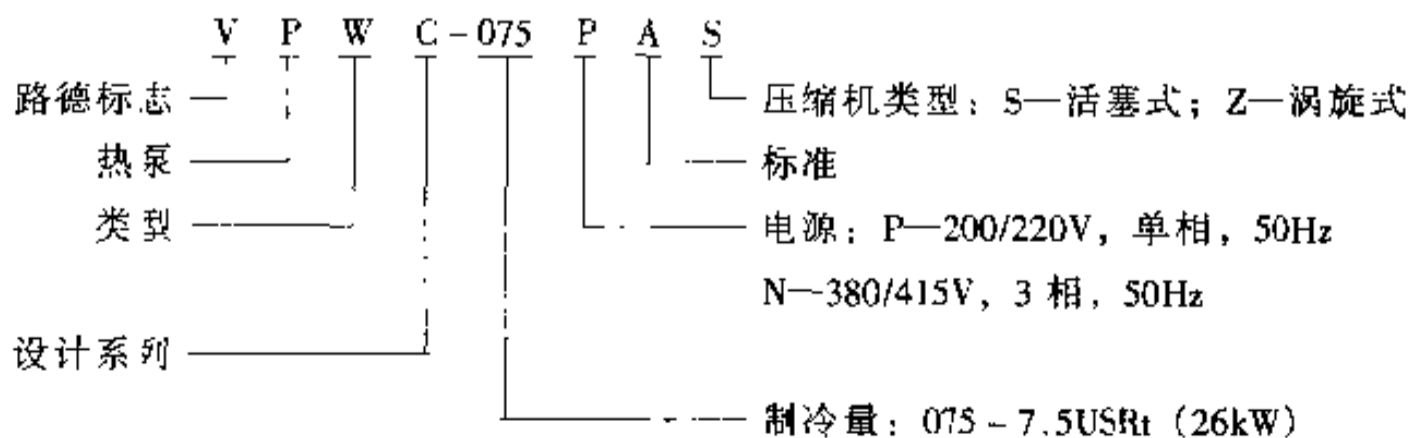 V P W C-075 P A S
路德标志
压缩机类型：S—活塞式；Z—涡旋式
热泵
标准
类型
电源：P—200/220V，单相，50Hz
N—380/415V，3 相，50Hz
设计系列
制冷量：075－7.5USRt（26kW）